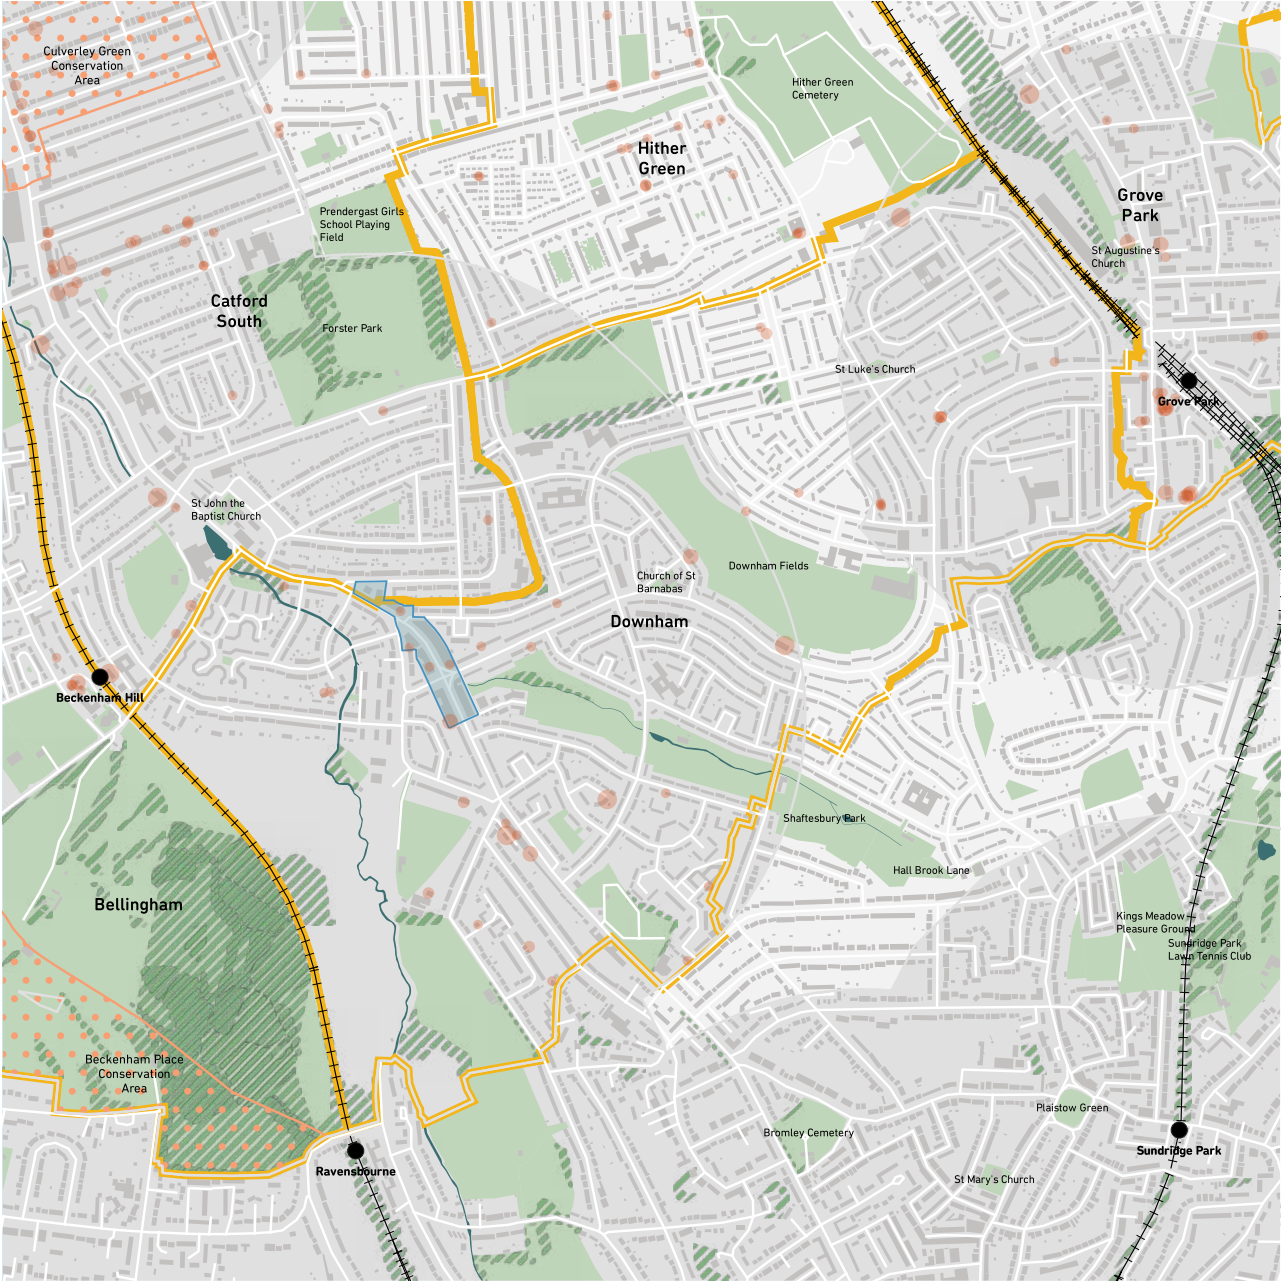 Culverley Green
Conservation
Area
Hither Green
Cemetery
Hither
Green
Grove
Park
Prendergast Girls
School Playing
Field
St Augustine's
Church
Catford
South
Forster Park
St Luke's Church
Grove Park
St John the
Baptist Church
Downham Fields
Church of St
Barnabas
Downham
Beckenham Hill
Shaftesbury Park
Hall Brook Lane
Bellingham
Kings Meadow
Pleasure Ground
Sundridge Park
Lawn Tennis Club
Beckenham Place
Conservation
Area
Plaistow Green
Bromley Cemetery
Sundridge Park
Ravensbourne
St Mary's Church